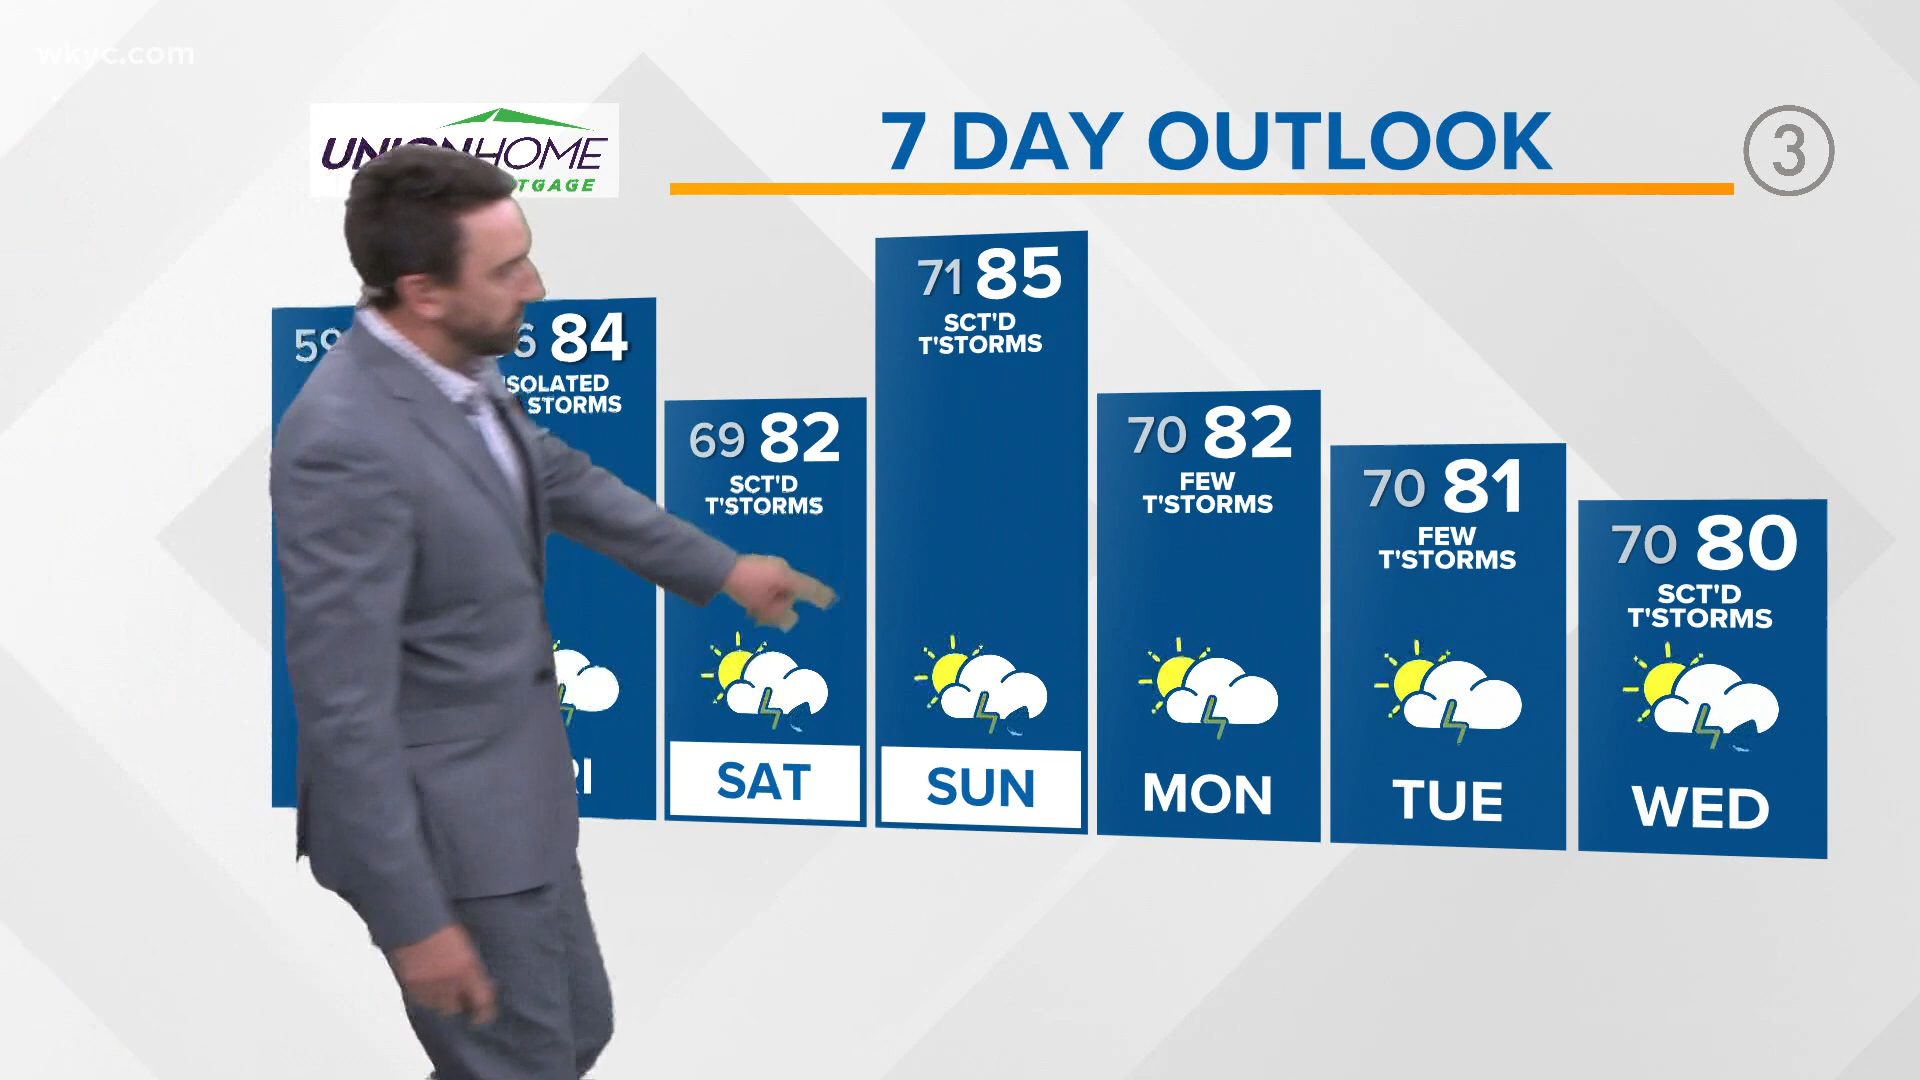 wkyc.com
HOME
7 DAY OUTLOOK
3
84
STORMS
69 82
SCT'D
T'STORMS
SAT
71 85
SCT'D
T'STORMS
SUN
70 82
FEW
T'STORMS
MON
70 81
FEW
T'STORMS
TUE
70 80
SCT'D
T'STORMS
WED